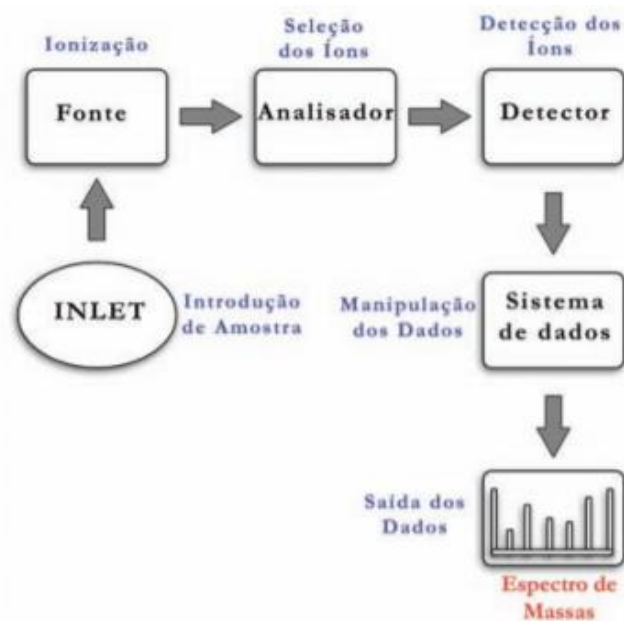 Ionização
Seleção
dos Íons
Detecção dos
Íons
Fonte
Analisador
Detector
INLET
Introdução
de Amostra
Manipulação
dos Dados
Sistema
de dados
Saída dos
Dados
Espectro de
Massas